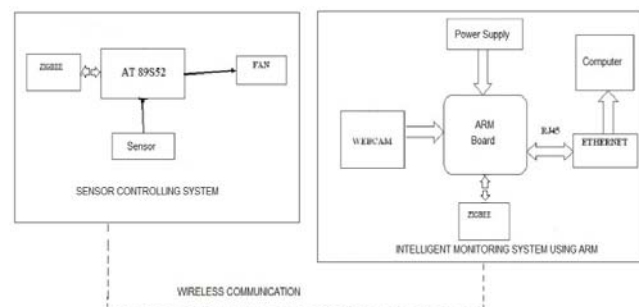 ZIGBEE
AT 89S52
FAN
Sensor
SENSOR CONTROLLING SYSTEM
Power Supply
Computer
WEBCAM
ARM
Board
RJ45
ETHERNET
ZIGBEE
INTELLIGENT MONITORING SYSTEM USING ARM
WIRELESS COMMUNICATION